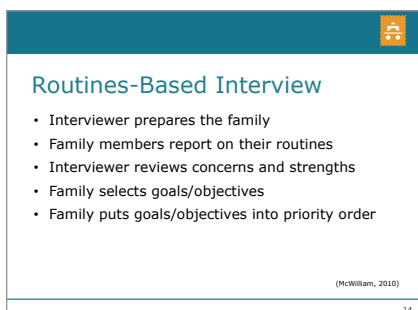 Routines-Based Interview
• Interviewer prepares the family
• Family members report on their routines
• Interviewer reviews concerns and strengths
• Family selects goals/objectives
• Family puts goals/objectives into priority order
(McWilliam, 2010)
14